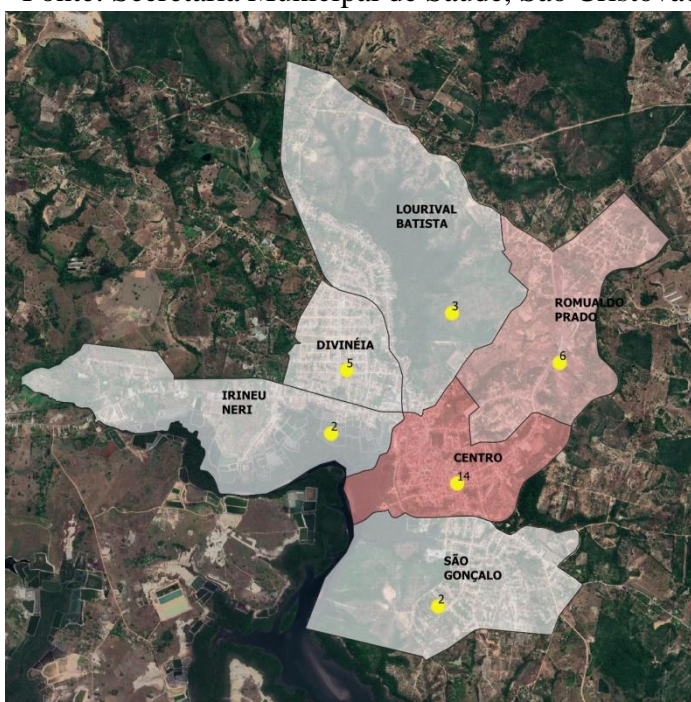 Fonte: Secretaria Municipal de Saúde, São Cristóvão
LOURIVAL
BATISTA
3
ROMUALDO
PRADO
6
DIVINÉIA
5
IRINEU
NERI
2
CENTRO
14
SÃO
GONÇALO
2